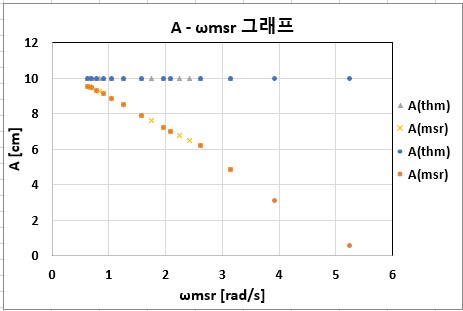 A - ωmsr 그래프
12
10
8
6
4
2
0
A [cm]
0 1 2 3 4 5 6
ωmsr [rad/s]
A(thm)
A(msr)
A(thm)
A(msr)